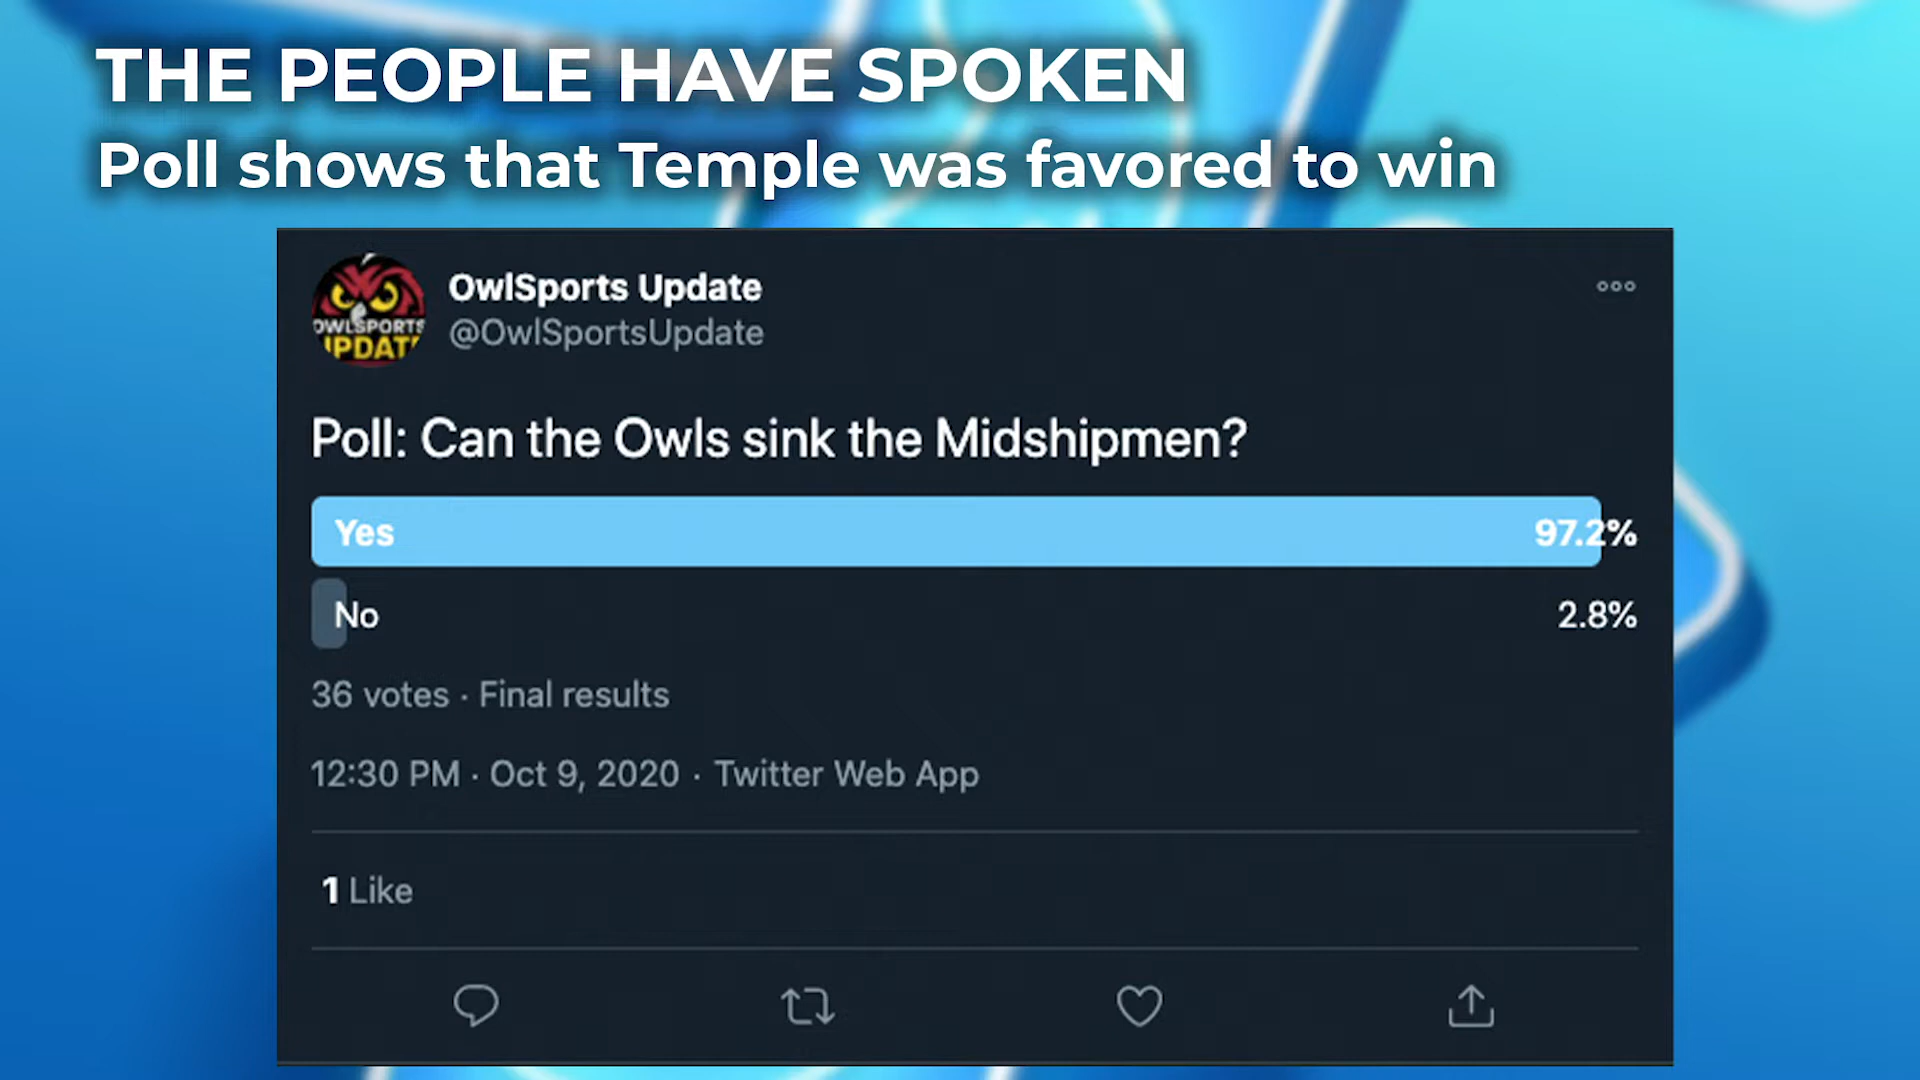 THE PEOPLE HAVE SPOKEN
Poll shows that Temple was favored to win
OWLSPORTS
UPDATE
OwlSports Update
@OwlSportsUpdate
Poll: Can the Owls sink the Midshipmen?
Yes 97.2%
No 2.8%
36 votes · Final results
12:30 PM · Oct 9, 2020 · Twitter Web App
1 Like